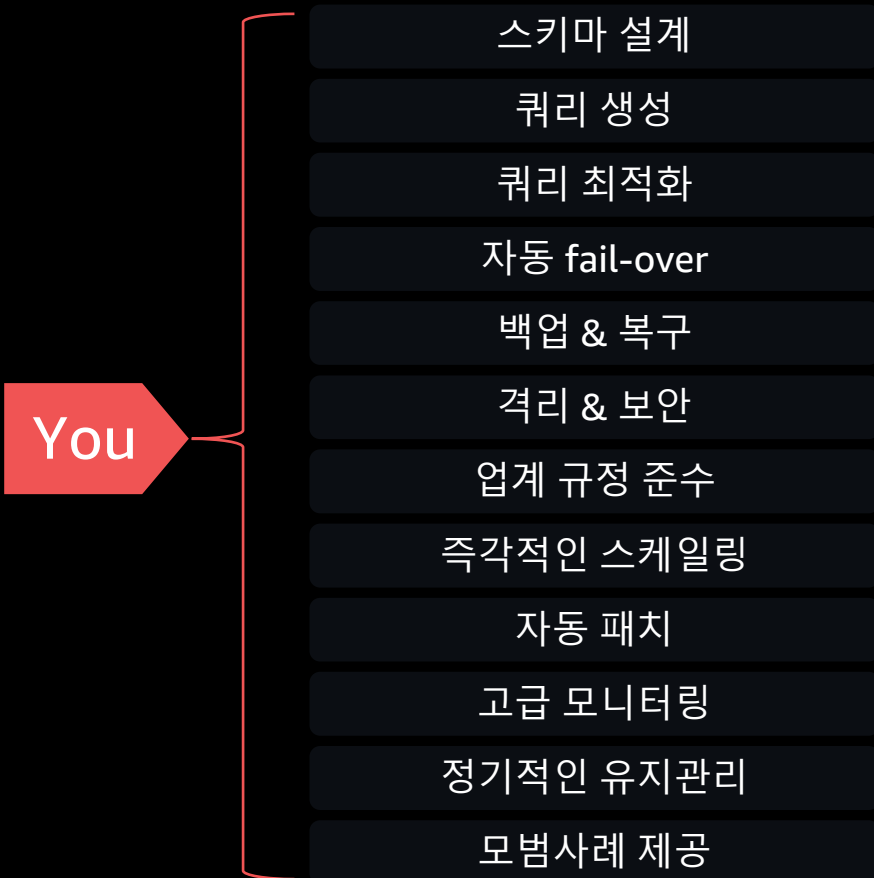 스키마 설계
쿼리 생성
쿼리 최적화
자동 fail-over
백업 & 복구
격리 & 보안
You
업계 규정 준수
즉각적인 스케일링
자동 패치
고급 모니터링
정기적인 유지관리
모범사례 제공